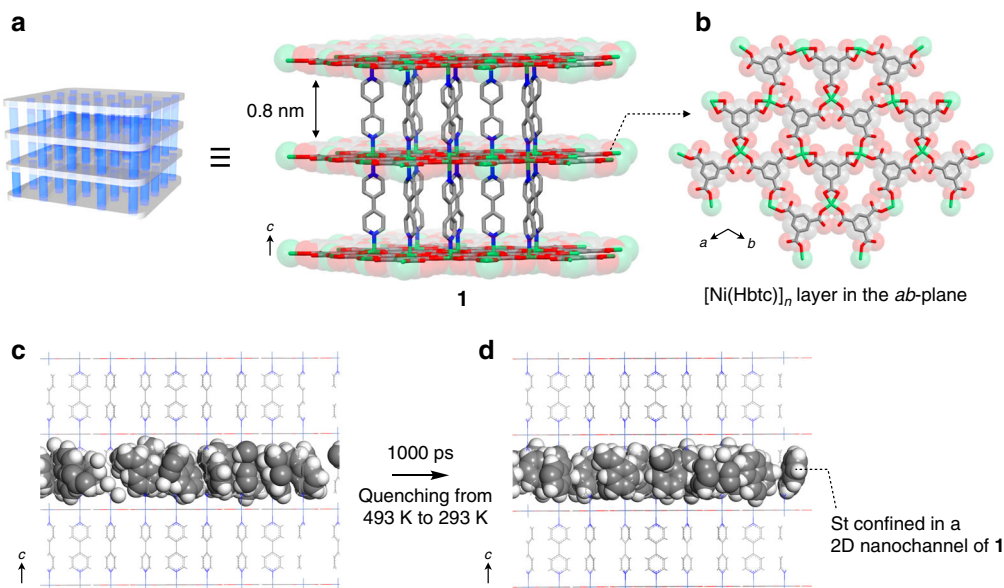 a
b
0.8 nm
≡
c
1
a
b
[Ni(Hbtc)]n layer in the ab-plane
c
d
1000 ps
Quenching from
493 K to 293 K
c
c
St confined in a
2D nanochannel of 1